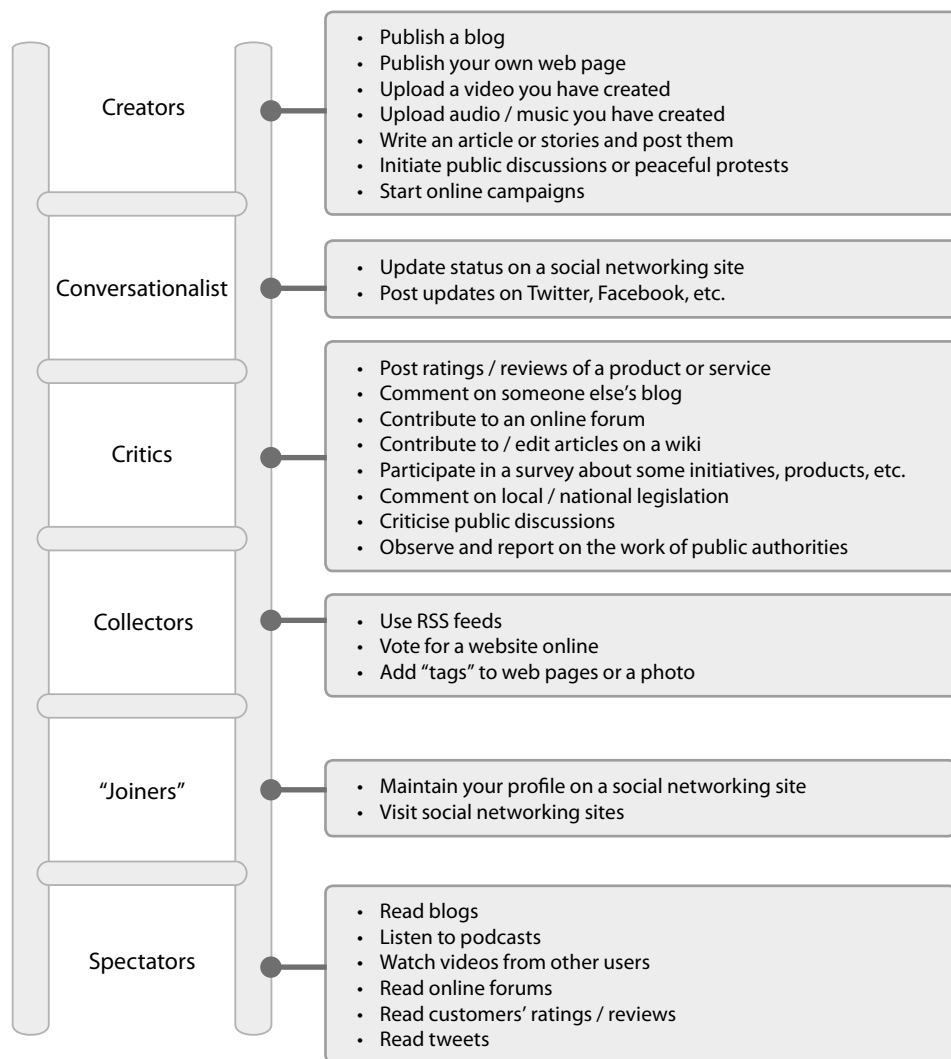 Creators
• Publish a blog
• Publish your own web page
• Upload a video you have created
• Upload audio / music you have created
• Write an article or stories and post them
• Initiate public discussions or peaceful protests
• Start online campaigns
Conversationalist
• Update status on a social networking site
• Post updates on Twitter, Facebook, etc.
Critics
• Post ratings / reviews of a product or service
• Comment on someone else’s blog
• Contribute to an online forum
• Contribute to / edit articles on a wiki
• Participate in a survey about some initiatives, products, etc.
• Comment on local / national legislation
• Criticise public discussions
• Observe and report on the work of public authorities
Collectors
• Use RSS feeds
• Vote for a website online
• Add “tags” to web pages or a photo
“Joiners”
• Maintain your profile on a social networking site
• Visit social networking sites
Spectators
• Read blogs
• Listen to podcasts
• Watch videos from other users
• Read online forums
• Read customers’ ratings / reviews
• Read tweets